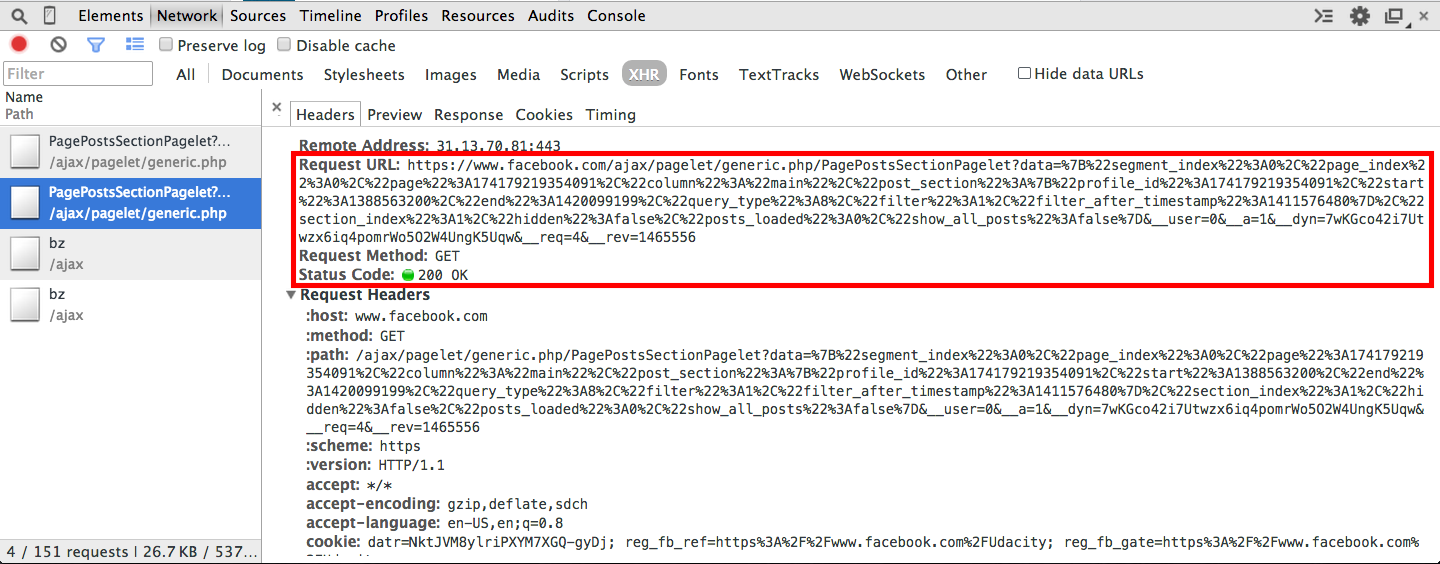 Elements Network Sources Timeline Profiles Resources Audits Console
Preserve log Disable cache
Filter All Documents Stylesheets Images Media Scripts XHR Fonts TextTracks WebSockets Other Hide data URLs
Name
Path
PagePostsSectionPagelet?...
/ajax/pagelet/generic.php
PagePostsSectionPagelet?...
/ajax/pagelet/generic.php
bz
/ajax
bz
/ajax
4 / 151 requests | 26.7 KB / 537...
× Headers Preview Response Cookies Timing
Remote Address: 31.13.70.81:443
Request URL: https://www.facebook.com/ajax/pagelet/generic.php/PagePostsSectionPagelet?data=%7B%22segment_index%22%3A0%2C%22page_index%2
2%3A0%2C%22page%22%3A174179219354091%2C%22column%22%3A%22main%22%2C%22post_section%22%3A%7B%22profile_id%22%3A174179219354091%2C%22start
%22%3A1388563200%2C%22end%22%3A1420099199%2C%22query_type%22%3A8%2C%22filter%22%3A1%2C%22filter_after_timestamp%22%3A1411576480%7D%2C%22
section_index%22%3A1%2C%22hidden%22%3Afalse%2C%22posts_loaded%22%3A0%2C%22show_all_posts%22%3Afalse%7D&__user=0&__a=1&__dyn=7wKGco42i7Ut
wzx6iq4pomrWo5O2W4UngK5Uqw&__req=4&__rev=1465556
Request Method: GET
Status Code: 200 OK
Request Headers
:host: www.facebook.com
:method: GET
:path: /ajax/pagelet/generic.php/PagePostsSectionPagelet?data=%7B%22segment_index%22%3A0%2C%22page_index%22%3A0%2C%22page%22%3A174179219
354091%2C%22column%22%3A%22main%22%2C%22post_section%22%3A%7B%22profile_id%22%3A174179219354091%2C%22start%22%3A1388563200%2C%22end%22%
3A1420099199%2C%22query_type%22%3A8%2C%22filter%22%3A1%2C%22filter_after_timestamp%22%3A1411576480%7D%2C%22section_index%22%3A1%2C%22hi
dden%22%3Afalse%2C%22posts_loaded%22%3A0%2C%22show_all_posts%22%3Afalse%7D&__user=0&__a=1&__dyn=7wKGco42i7Utwzx6iq4pomrWo5O2W4UngK5Uqw&
__req=4&__rev=1465556
:scheme: https
:version: HTTP/1.1
accept: */*
accept-encoding: gzip,deflate,sdch
accept-language: en-US,en;q=0.8
cookie: datr=NktJVM8ylriPXYM7XGQ-gyDj; reg_fb_ref=https%3A%2F%2Fwww.facebook.com%2FUdacity; reg_fb_gate=https%3A%2F%2Fwww.facebook.com%